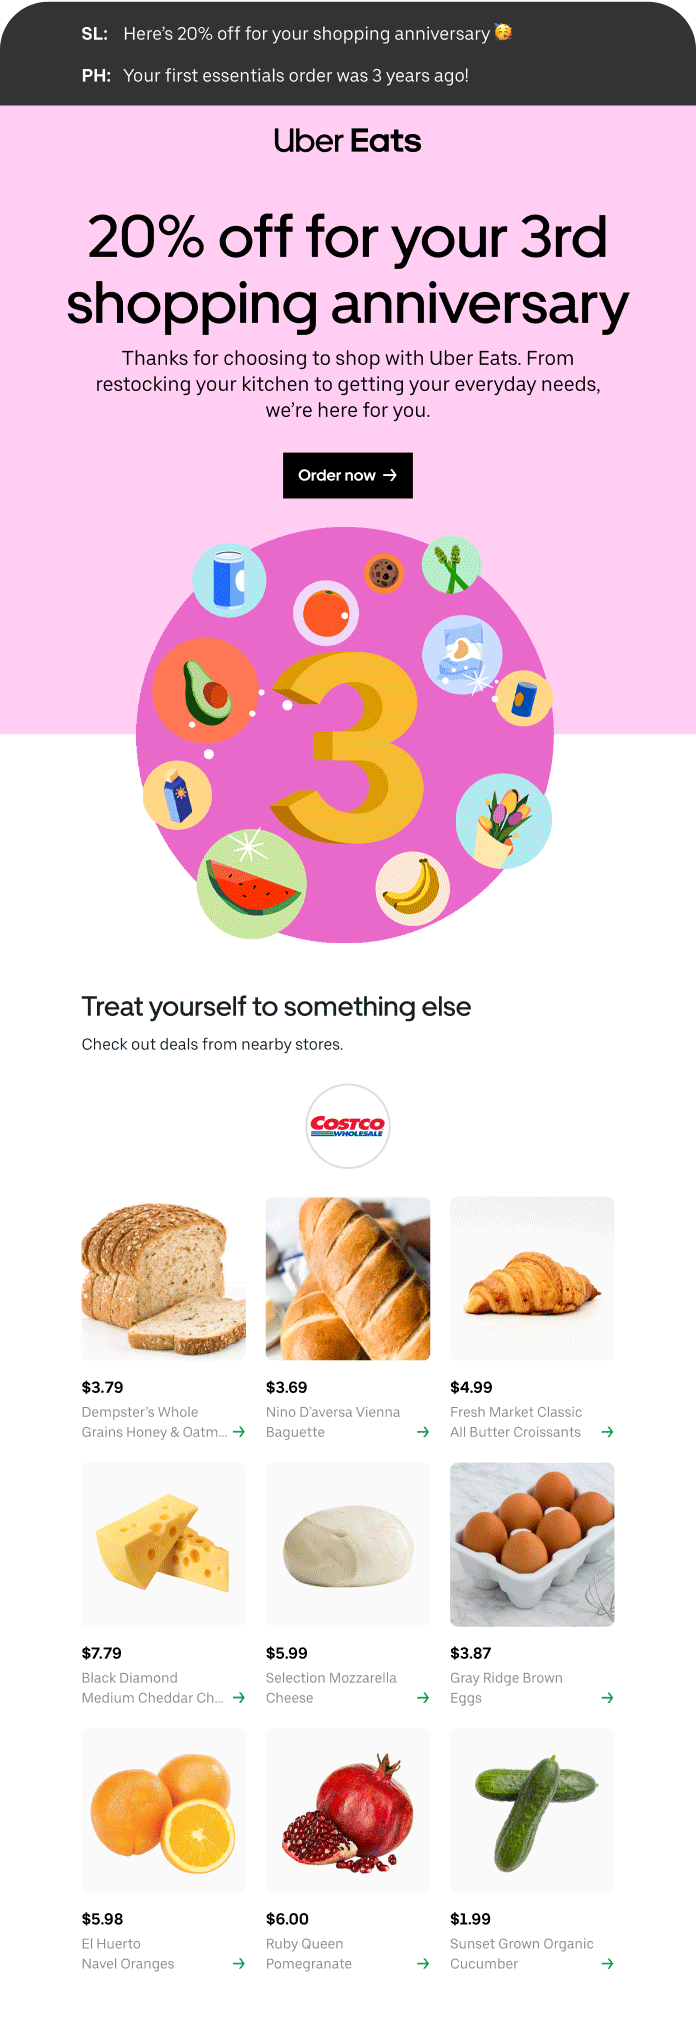 SL: Here’s 20% off for your shopping anniversary 🥳
PH: Your first essentials order was 3 years ago!
Uber Eats
20% off for your 3rd
shopping anniversary
Thanks for choosing to shop with Uber Eats. From
restocking your kitchen to getting your everyday needs,
we’re here for you.
Order now →
3
Treat yourself to something else
Check out deals from nearby stores.
COSTCO
WHOLESALE
$3.79
Dempster’s Whole
Grains Honey & Oatm... →
$3.69
Nino D’aversa Vienna
Baguette →
$4.99
Fresh Market Classic
All Butter Croissants →
$7.79
Black Diamond
Medium Cheddar Ch... →
$5.99
Selection Mozzarella
Cheese →
$3.87
Gray Ridge Brown
Eggs →
$5.98
El Huerto
Navel Oranges →
$6.00
Ruby Queen
Pomegranate →
$1.99
Sunset Grown Organic
Cucumber →